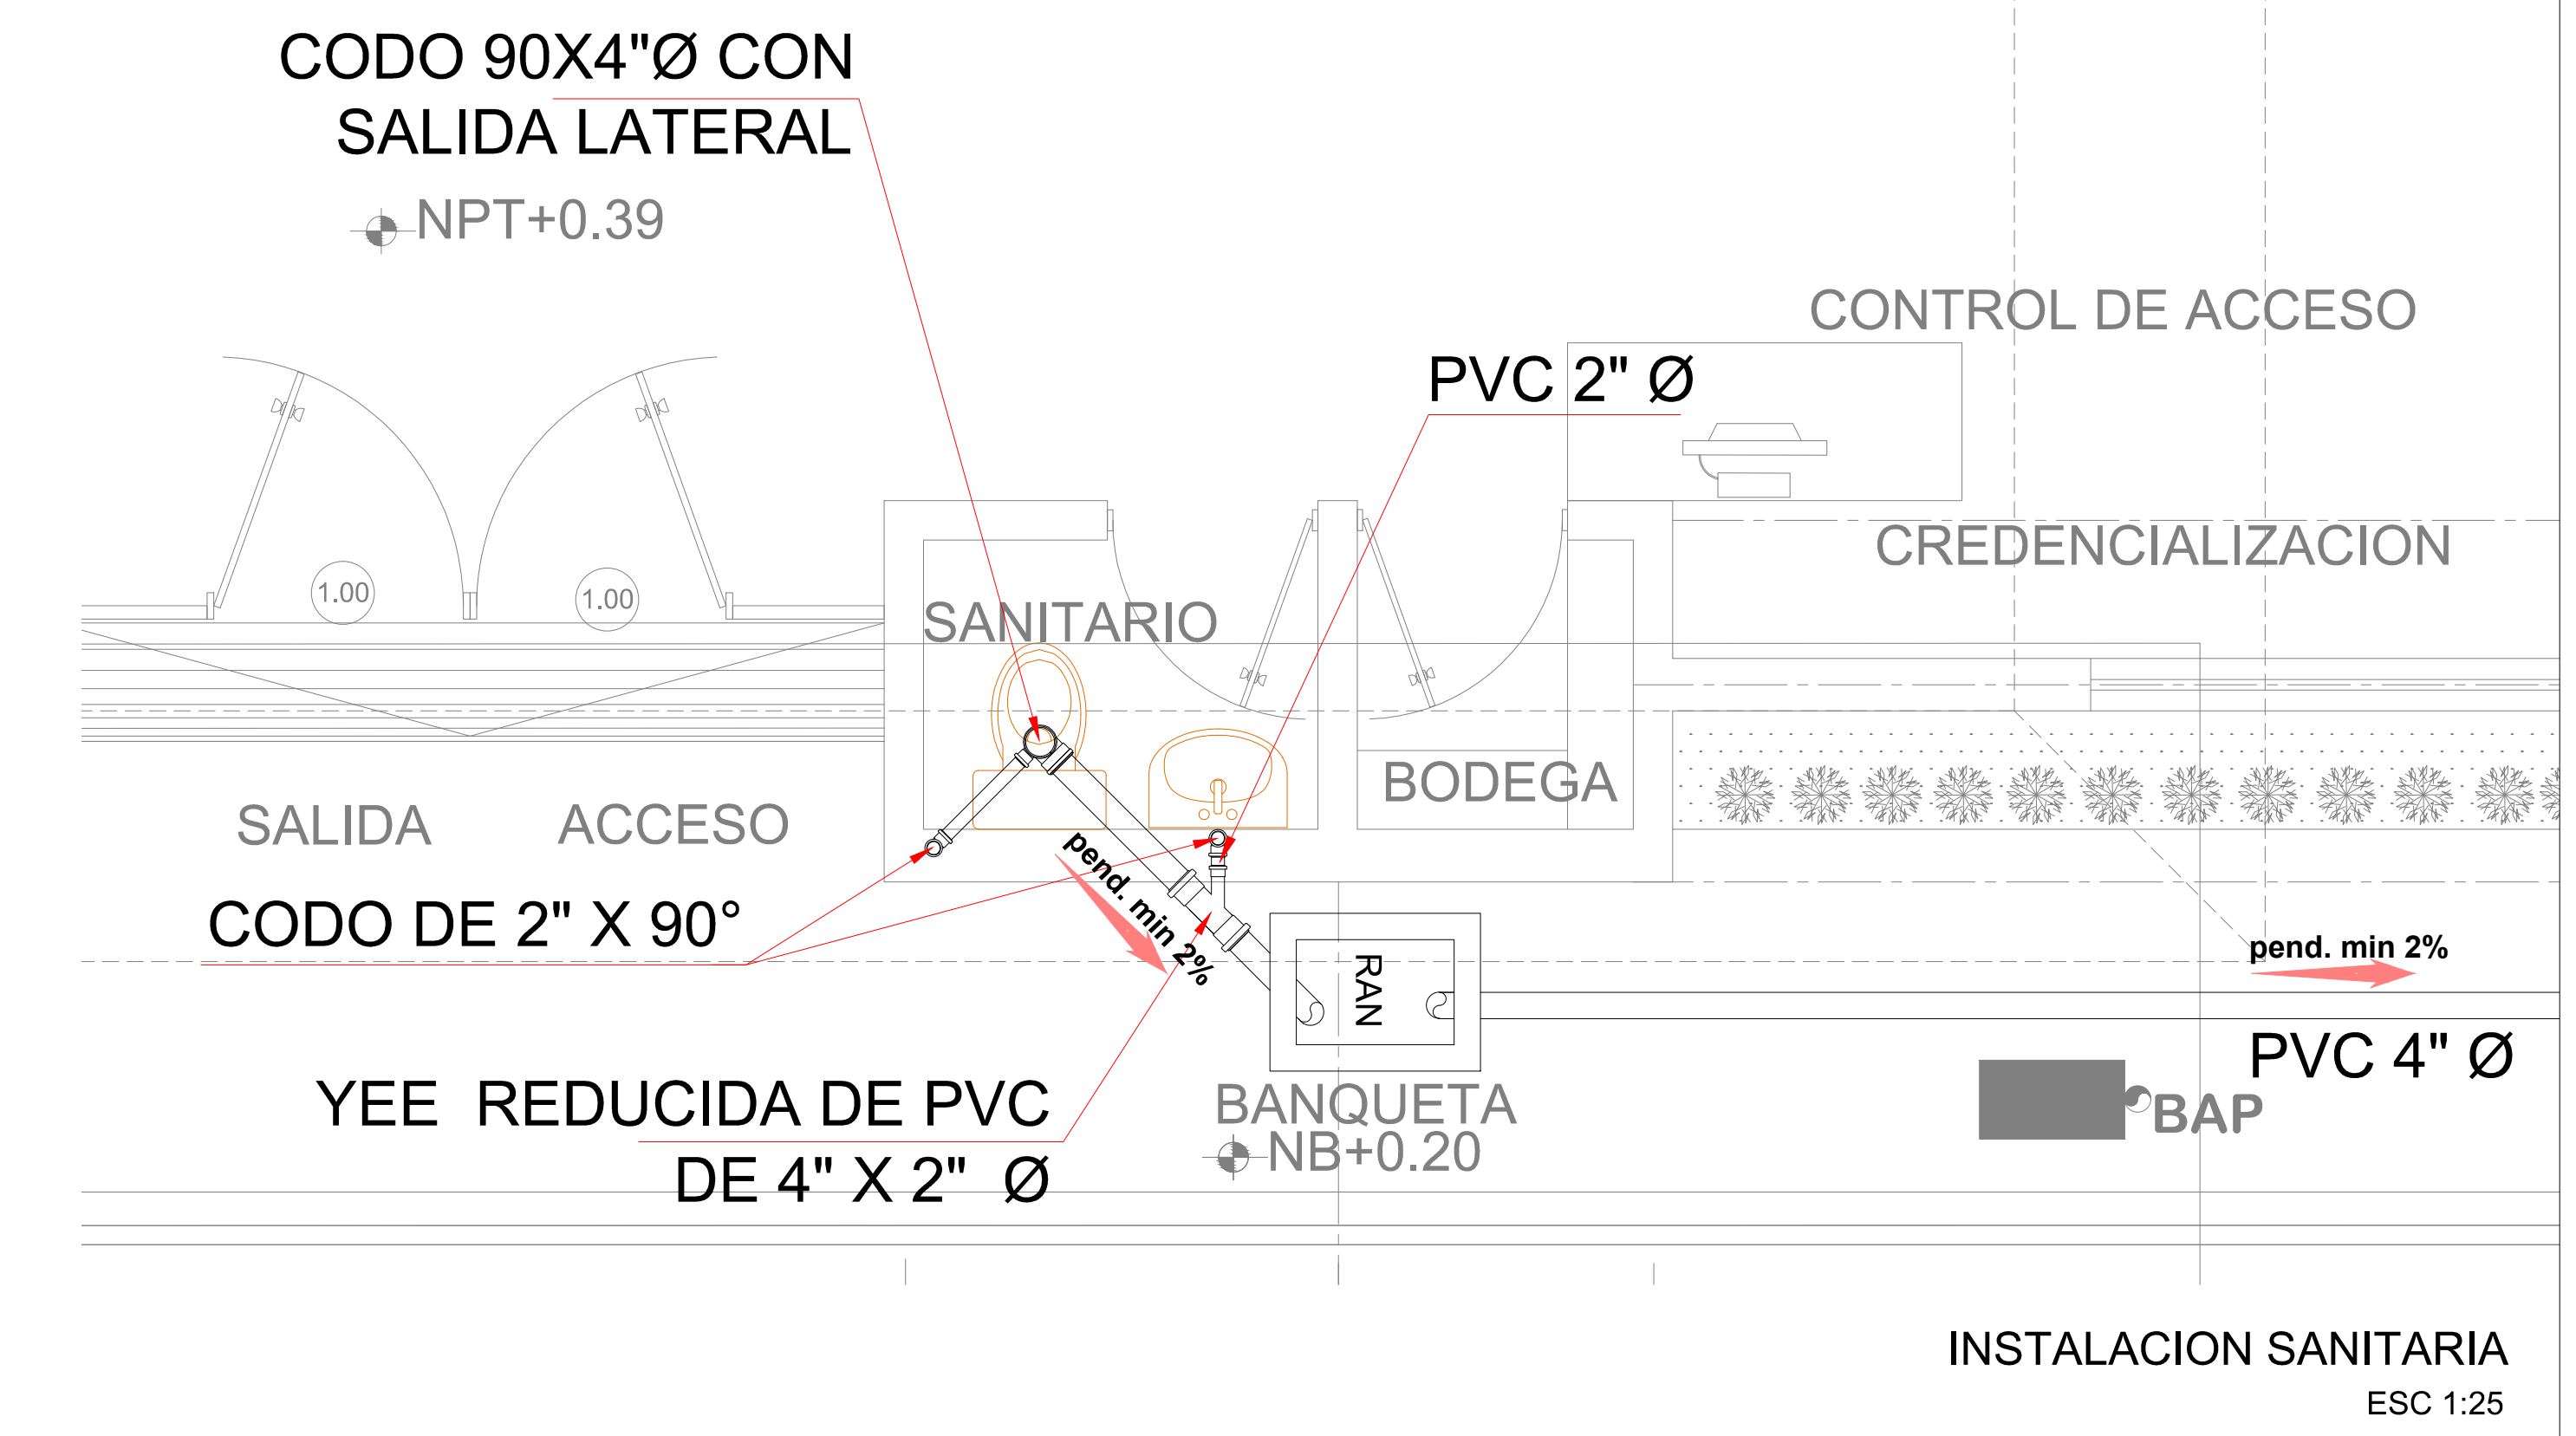 CODO 90X4"Ø CON
SALIDA LATERAL
NPT+0.39
CONTROL DE ACCESO
PVC 2" Ø
CREDENCIALIZACION
1.00
1.00
SANITARIO
BODEGA
SALIDA
ACCESO
pend. min 2%
CODO DE 2" X 90°
RAN
pend. min 2%
PVC 4" Ø
YEE REDUCIDA DE PVC
DE 4" X 2" Ø
BANQUETA
NB+0.20
BAP
INSTALACION SANITARIA
ESC 1:25